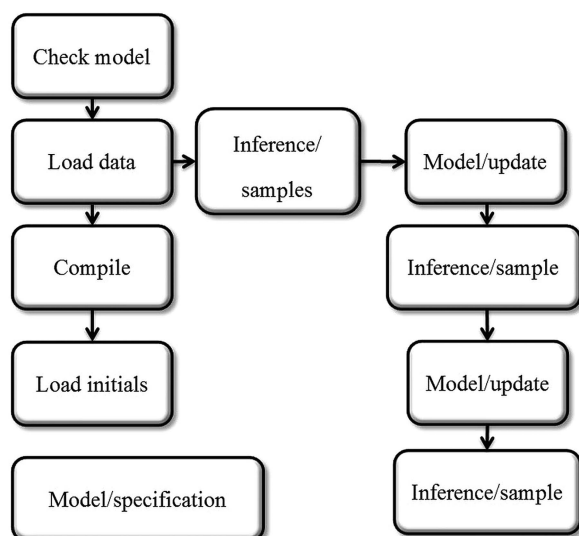 Check model
Load data
Inference/
samples
Model/update
Compile
Inference/sample
Load initials
Model/update
Model/specification
Inference/sample